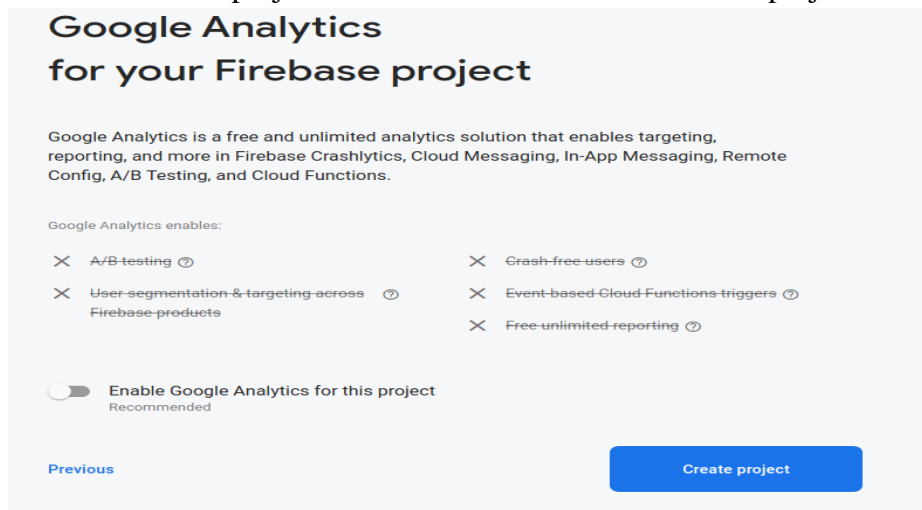 Google Analytics
for your Firebase project
Google Analytics is a free and unlimited analytics solution that enables targeting,
reporting, and more in Firebase Crashlytics, Cloud Messaging, In-App Messaging, Remote
Config, A/B Testing, and Cloud Functions.
Google Analytics enables:
A/B testing
User segmentation & targeting across
Firebase products
Crash-free users
Event-based Cloud Functions triggers
Free unlimited reporting
Enable Google Analytics for this project
Recommended
Previous
Create project